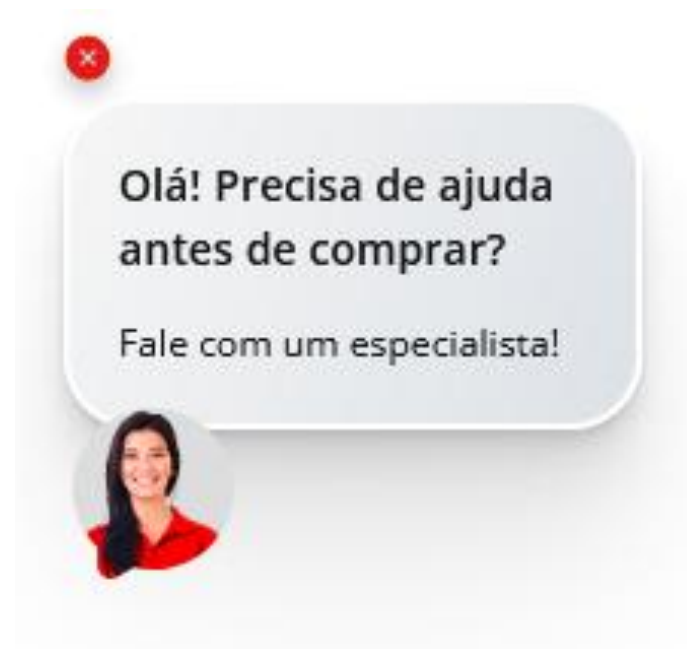 Olá! Precisa de ajuda
antes de comprar?
Fale com um especialista!